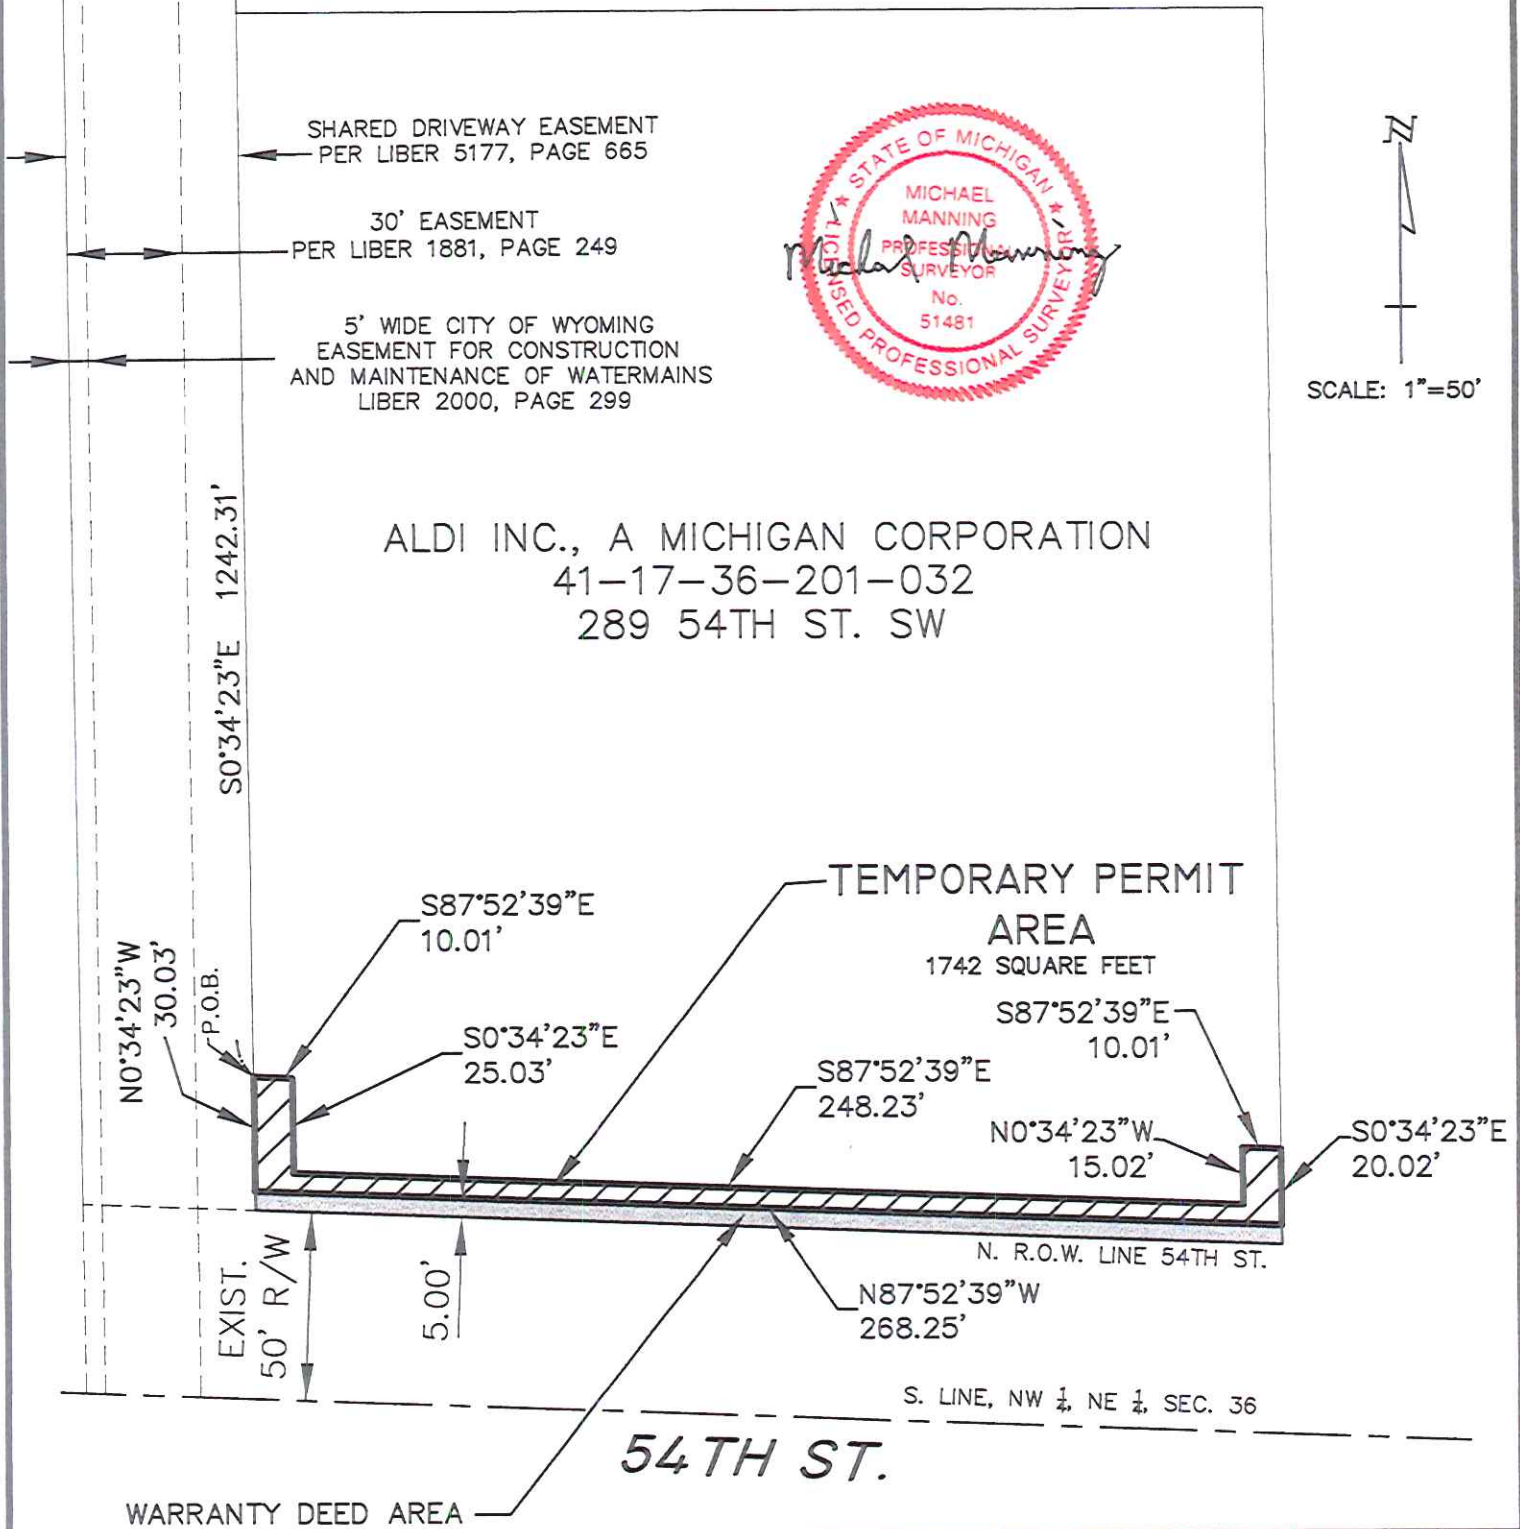 SHARED DRIVEWAY EASEMENT
PER LIBER 5177, PAGE 665
30' EASEMENT
PER LIBER 1881, PAGE 249
5' WIDE CITY OF WYOMING
EASEMENT FOR CONSTRUCTION
AND MAINTENANCE OF WATERMAINS
LIBER 2000, PAGE 299
★ STATE OF MICHIGAN ★
LICENSED PROFESSIONAL SURVEYOR
MICHAEL
MANNING
PROFESSIONAL
SURVEYOR
No.
51481
Michael Manning
N
SCALE: 1"=50'
S0°34'23"E 1242.31'
ALDI INC., A MICHIGAN CORPORATION
41-17-36-201-032
289 54TH ST. SW
TEMPORARY PERMIT
AREA
1742 SQUARE FEET
S87°52'39"E
10.01'
N0°34'23"W
30.03'
P.O.B.
S0°34'23"E
25.03'
S87°52'39"E
248.23'
S87°52'39"E
10.01'
N0°34'23"W
15.02'
S0°34'23"E
20.02'
EXIST.
50' R/W
5.00'
N. R.O.W. LINE 54TH ST.
N87°52'39"W
268.25'
S. LINE, NW ¼, NE ¼, SEC. 36
54TH ST.
WARRANTY DEED AREA